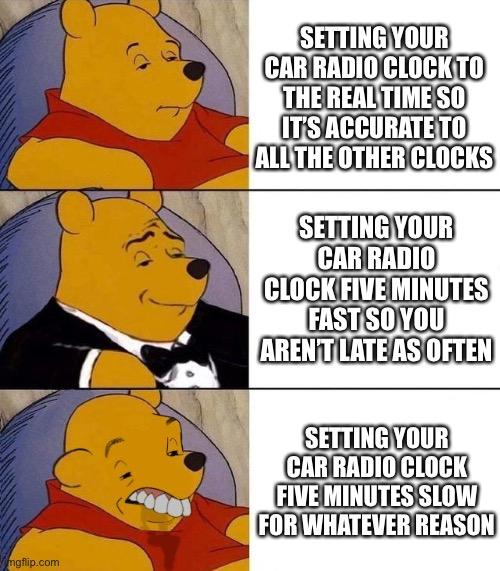 SETTING YOUR
CAR RADIO CLOCK TO
THE REAL TIME SO
IT'S ACCURATE TO
ALL THE OTHER CLOCKS
SETTING YOUR
CAR RADIO
CLOCK FIVE MINUTES
FAST SO YOU
AREN'T LATE AS OFTEN
SETTING YOUR
CAR RADIO CLOCK
FIVE MINUTES SLOW
FOR WHATEVER REASON
imgflip.com